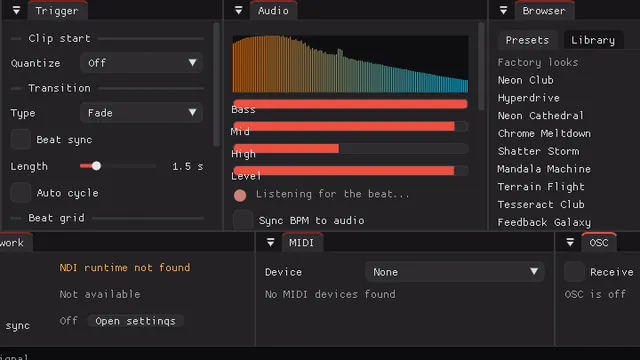 Trigger
Clip start
Quantize Off
Transition
Type Fade
Beat sync
Length 1.5 s
Auto cycle
Beat grid
Audio
Bass
Mid
High
Level
Listening for the beat...
Sync BPM to audio
Browser
Presets Library
Factory looks
Neon Club
Hyperdrive
Neon Cathedral
Chrome Meltdown
Shatter Storm
Mandala Machine
Terrain Flight
Tesseract Club
Feedback Galaxy
work
NDI runtime not found
Not available
sync Off Open settings
MIDI
Device None
No MIDI devices found
OSC
Receive
OSC is off